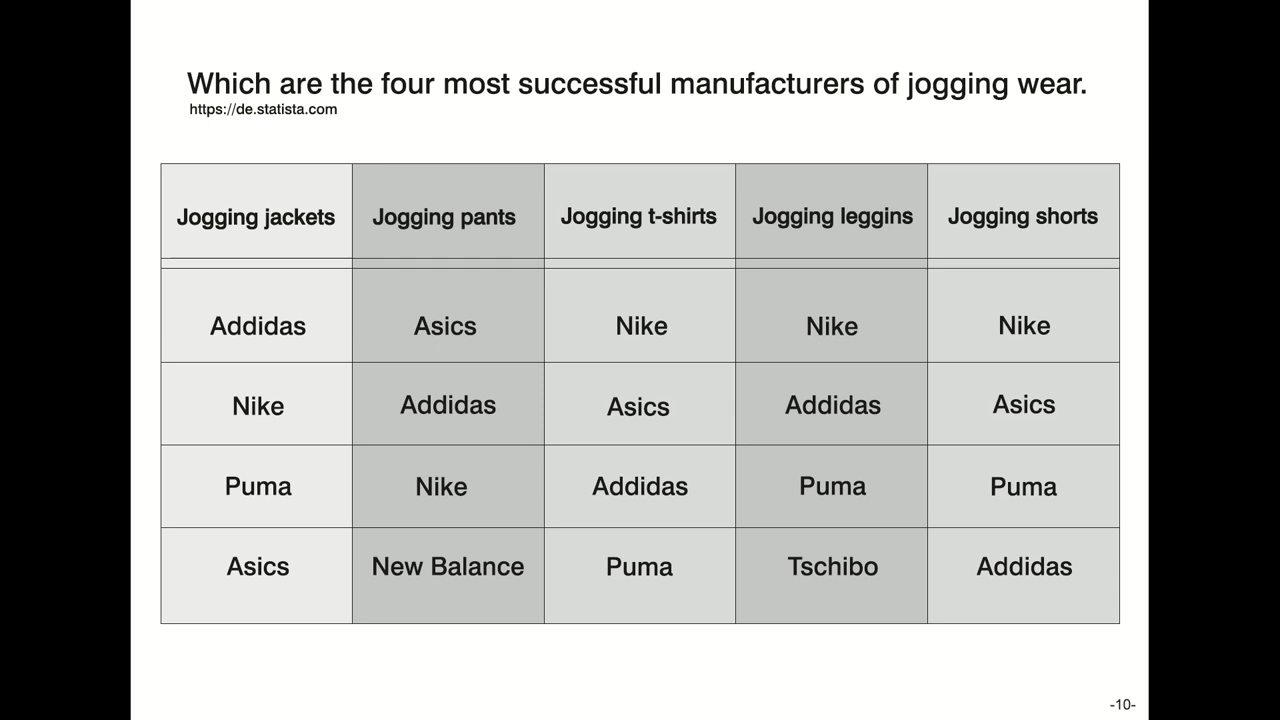 Which are the four most successful manufacturers of jogging wear.
https://de.statista.com
Jogging jackets Jogging pants Jogging t-shirts Jogging leggins Jogging shorts
Addidas Asics Nike Nike Nike
Nike Addidas Asics Addidas Asics
Puma Nike Addidas Puma Puma
Asics New Balance Puma Tschibo Addidas
-10-